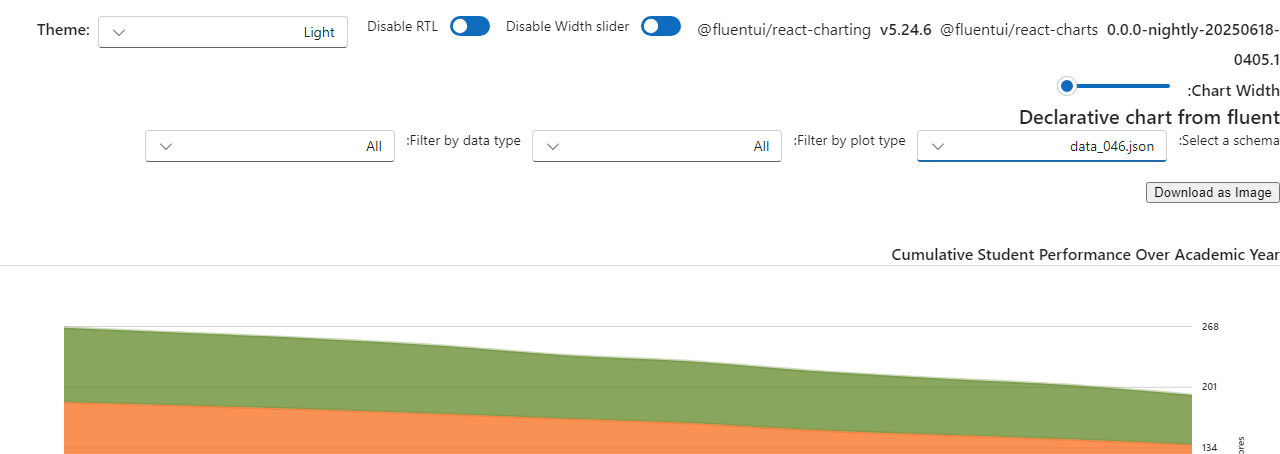 Theme: Light Disable RTL Disable Width slider @fluentui/react-charting v5.24.6 @fluentui/react-charts 0.0.0-nightly-20250618-
0405.1
:Chart Width
Declarative chart from fluent
All :Filter by data type All :Filter by plot type data_046.json :Select a schema
Download as Image
Cumulative Student Performance Over Academic Year
268
201
134